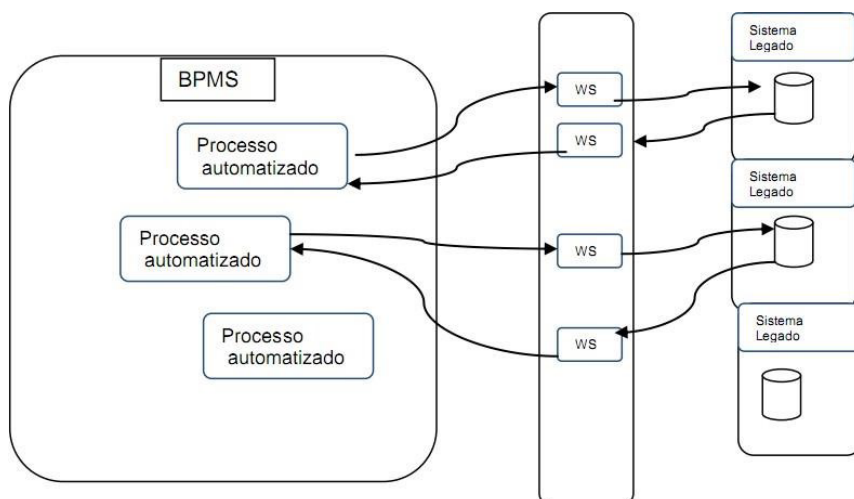 BPMS
Processo
automatizado
Processo
automatizado
Processo
automatizado
WS
WS
WS
WS
Sistema
Legado
Sistema
Legado
Sistema
Legado